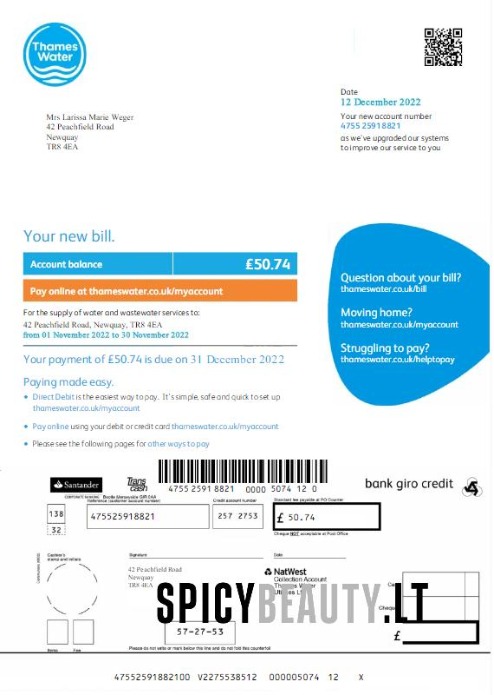 Thames
Water
Date
12 December 2022
Your new account number
4755 25918821
as we've upgraded our systems
to improve our service to you
Mrs Larissa Marie Weger
42 Peachfield Road
Newquay
TR8 4EA
Your new bill.
Account balance £50.74
Pay online at thameswater.co.uk/myaccount
For the supply of water and wastewater services to:
42 Peachfield Road, Newquay, TR8 4EA
from 01 November 2022 to 30 November 2022
Your payment of £50.74 is due on 31 December 2022
Paying made easy.
• Direct Debit is the easiest way to pay. It's simple, safe and quick to set up
thameswater.co.uk/myaccount
• Pay online using your debit or credit card thameswater.co.uk/myaccount
• Please see the following pages for other ways to pay
Question about your bill?
thameswater.co.uk/bill
Moving home?
thameswater.co.uk/myaccount
Struggling to pay?
thameswater.co.uk/helptopay
Santander
Trans
cash
4755 2591 8821 0000 5074 12 0
bank giro credit
Credit account number
138
32
475525918821
257 2753
£ 50.74
Cheque NOT acceptable at Post Office
Signature
Date
42 Peachfield Road
Newquay
TR8 4EA
NatWest
Collection Account
Thames Water
SPICYBEAUTY.LT
57-27-53
£
Please do not write or mark below this line and do not fold this counterfoil
47552591882100 V2275538512 000005074 12 X